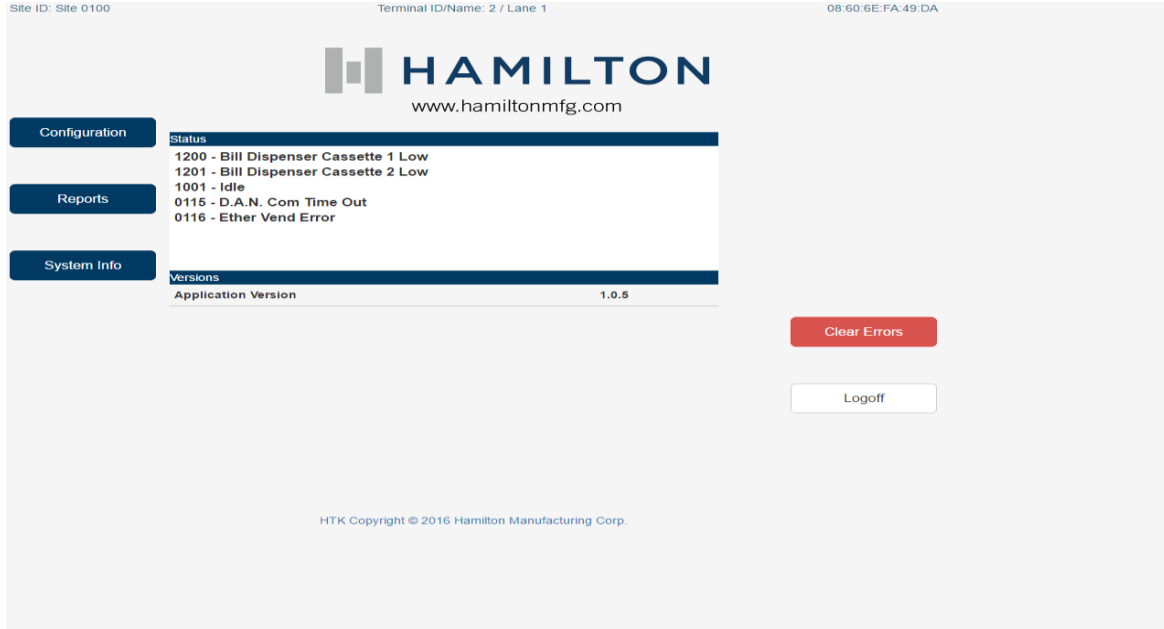 Site ID: Site 0100 Terminal ID/Name: 2 / Lane 1 08:60:6E:FA:49:DA
HAMILTON
www.hamiltonmfg.com
Configuration
Status
1200 - Bill Dispenser Cassette 1 Low
1201 - Bill Dispenser Cassette 2 Low
1001 - Idle
Reports
0115 - D.A.N. Com Time Out
0116 - Ether Vend Error
System Info
Versions
Application Version 1.0.5
Clear Errors
Logoff
HTK Copyright © 2016 Hamilton Manufacturing Corp.